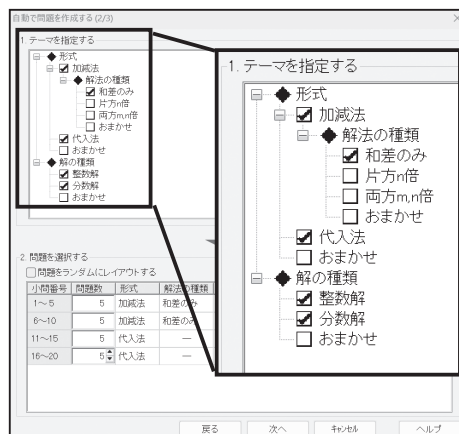 自動で問題を作成する (2/3)
1. テーマを指定する
形式
加減法
解法の種類
和差のみ
片方n倍
両方m,n倍
おまかせ
代入法
おまかせ
解の種類
整数解
分数解
おまかせ
1. テーマを指定する
形式
加減法
解法の種類
和差のみ
片方n倍
両方m,n倍
おまかせ
代入法
おまかせ
解の種類
整数解
分数解
おまかせ
2. 問題を選択する
問題をランダムにレイアウトする
小問番号 問題数 形式 解法の種類
1～5 5 加減法 和差のみ
6～10 5 加減法 和差のみ
11～15 5 代入法 ―
16～20 5 代入法 ―
戻る 次へ キャンセル ヘルプ